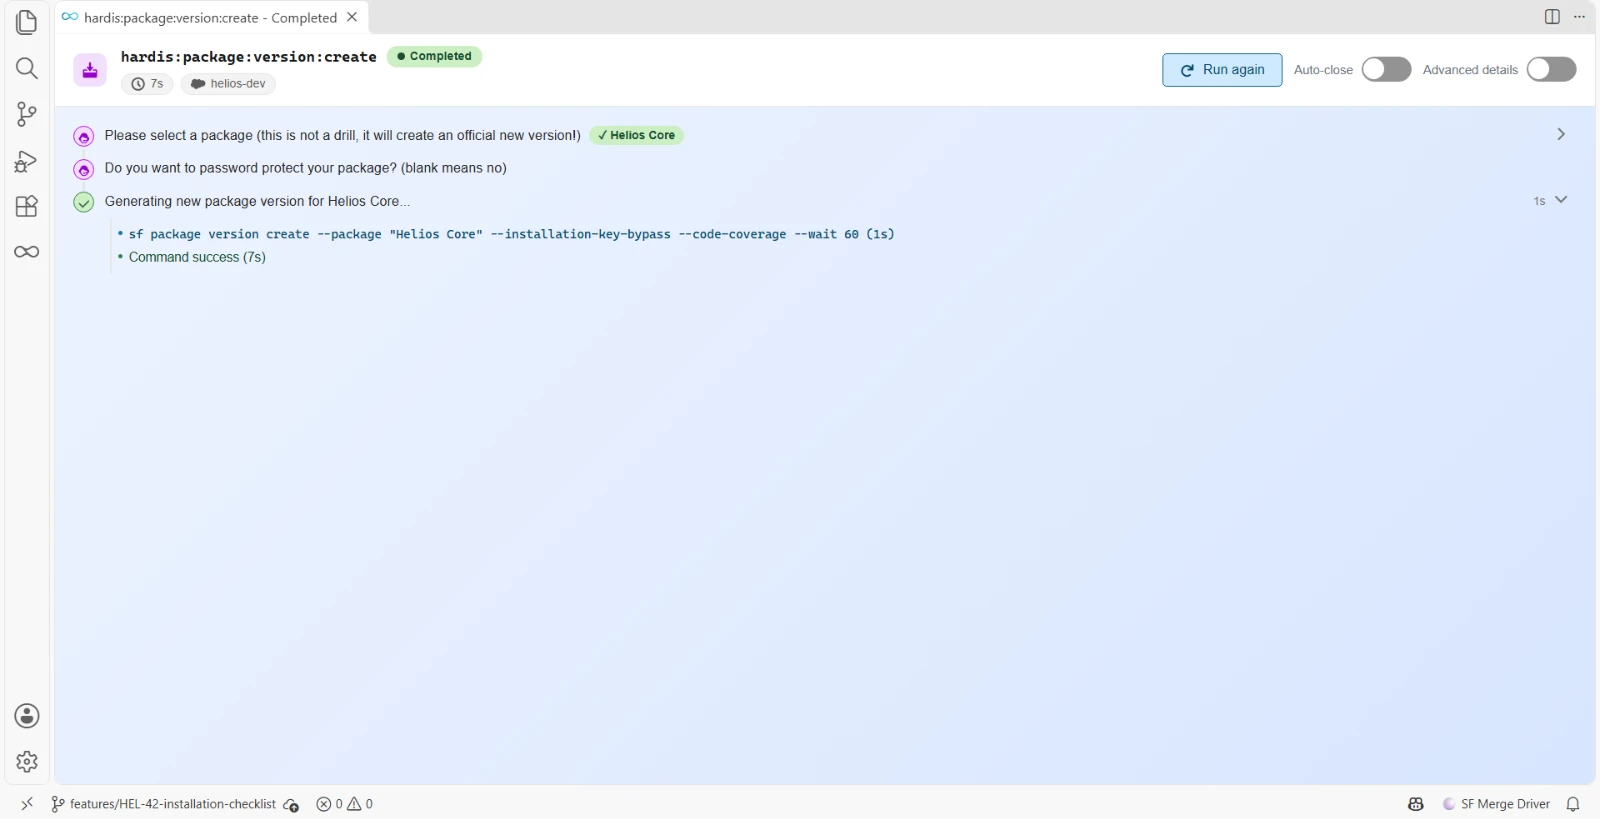 hardis:package:version:create - Completed
hardis:package:version:create
Completed
7s
helios-dev
Run again
Auto-close
Advanced details
Please select a package (this is not a drill, it will create an official new version!)
✓ Helios Core
Do you want to password protect your package? (blank means no)
Generating new package version for Helios Core...
1s
• sf package version create --package "Helios Core" --installation-key-bypass --code-coverage --wait 60 (1s)
• Command success (7s)
features/HEL-42-installation-checklist
0
0
SF Merge Driver